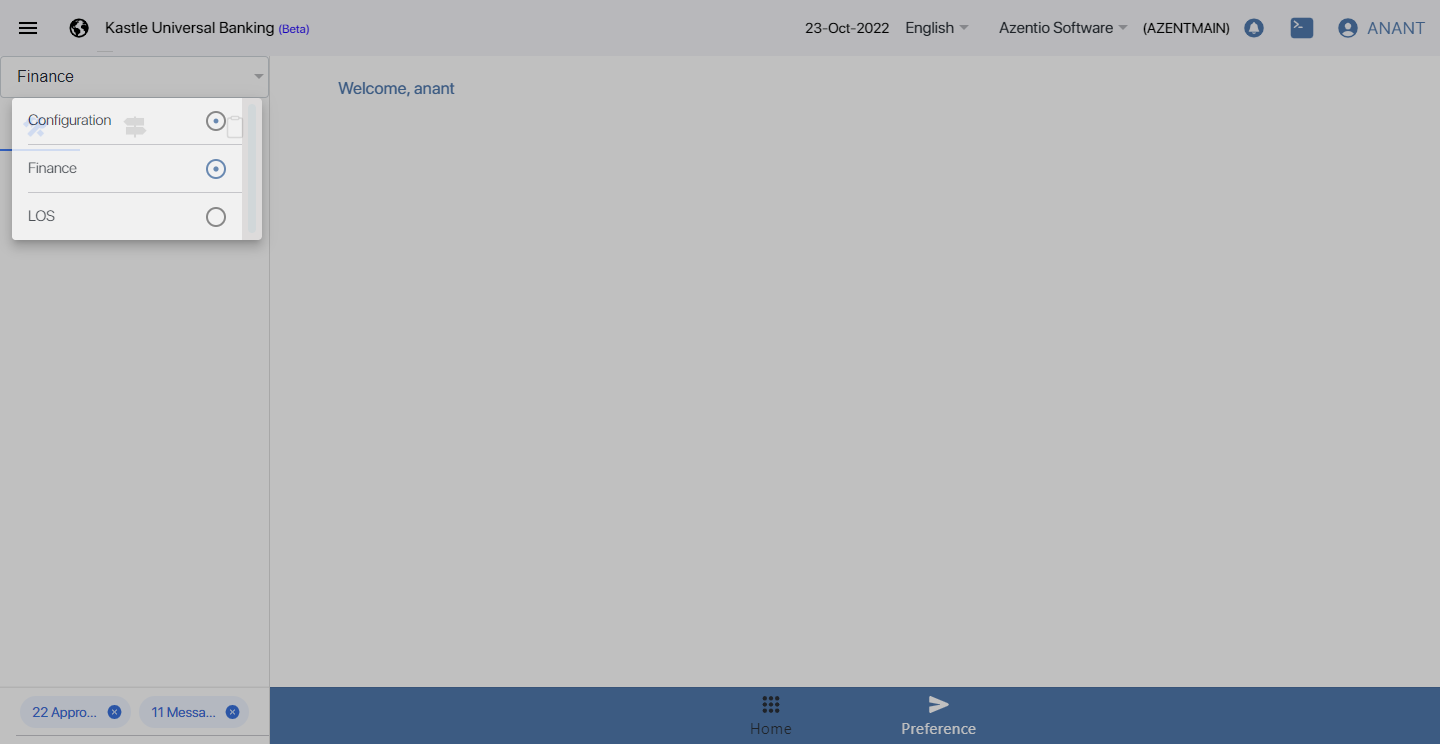 Kastle Universal Banking (Beta) 23-Oct-2022 English Azentio Software (AZENTMAIN) ANANT
Finance
Welcome, anant
Configuration
Finance
LOS
22 Appro... 11 Messa...
Home Preference